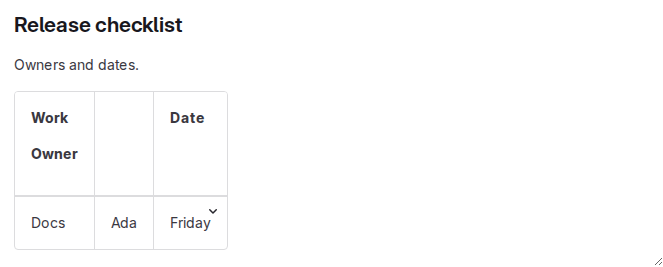 Release checklist
Owners and dates.
Work Date
Owner
Docs Ada Friday